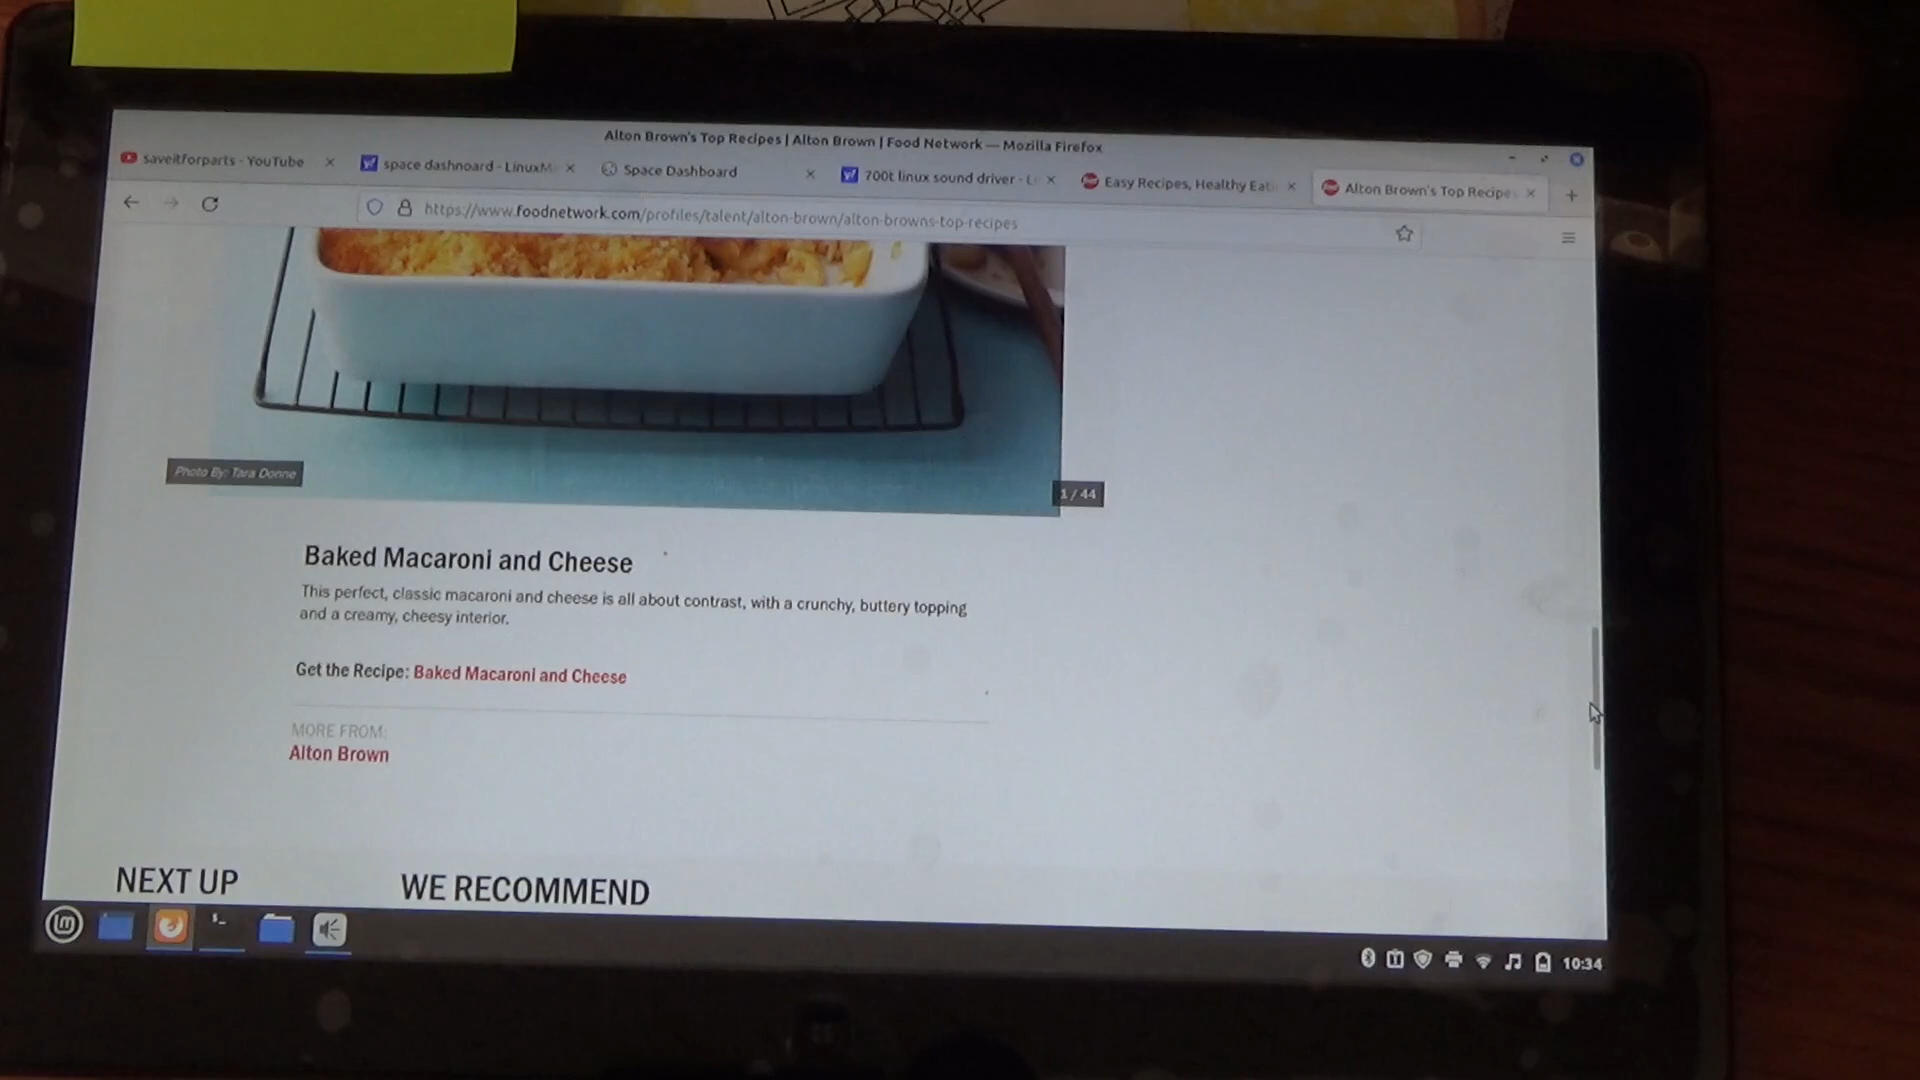 Alton Brown's Top Recipes | Alton Brown | Food Network — Mozilla Firefox
saveitforparts - YouTube
space dashnoard - LinuxM
Space Dashboard
700t linux sound driver - Li
Easy Recipes, Healthy Eati
Alton Brown's Top Recipes
https://www.foodnetwork.com/profiles/talent/alton-brown/alton-browns-top-recipes
Photo By: Tara Donne
1 / 44
Baked Macaroni and Cheese
This perfect, classic macaroni and cheese is all about contrast, with a crunchy, buttery topping
and a creamy, cheesy interior.
Get the Recipe: Baked Macaroni and Cheese
MORE FROM:
Alton Brown
NEXT UP
WE RECOMMEND
10:34